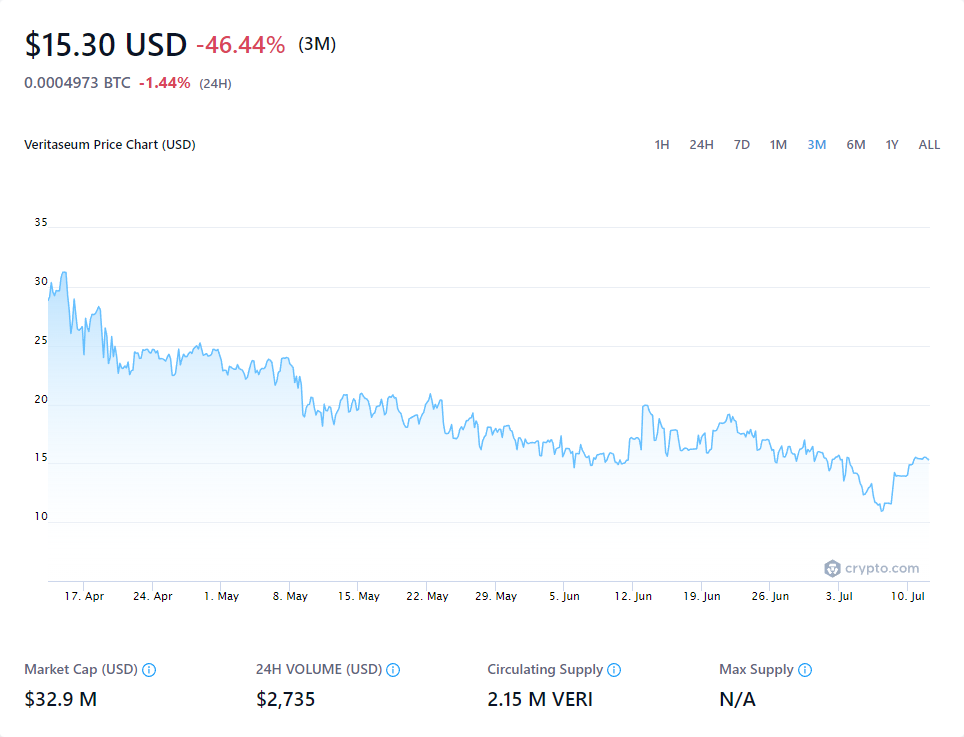 $15.30 USD -46.44% (3M)
0.0004973 BTC -1.44% (24H)
Veritaseum Price Chart (USD) 1H 24H 7D 1M 3M 6M 1Y ALL
35
30
25
20
15
10
crypto.com
17. Apr 24. Apr 1. May 8. May 15. May 22. May 29. May 5. Jun 12. Jun 19. Jun 26. Jun 3. Jul 10. Jul
Market Cap (USD) 24H VOLUME (USD) Circulating Supply Max Supply
$32.9 M $2,735 2.15 M VERI N/A